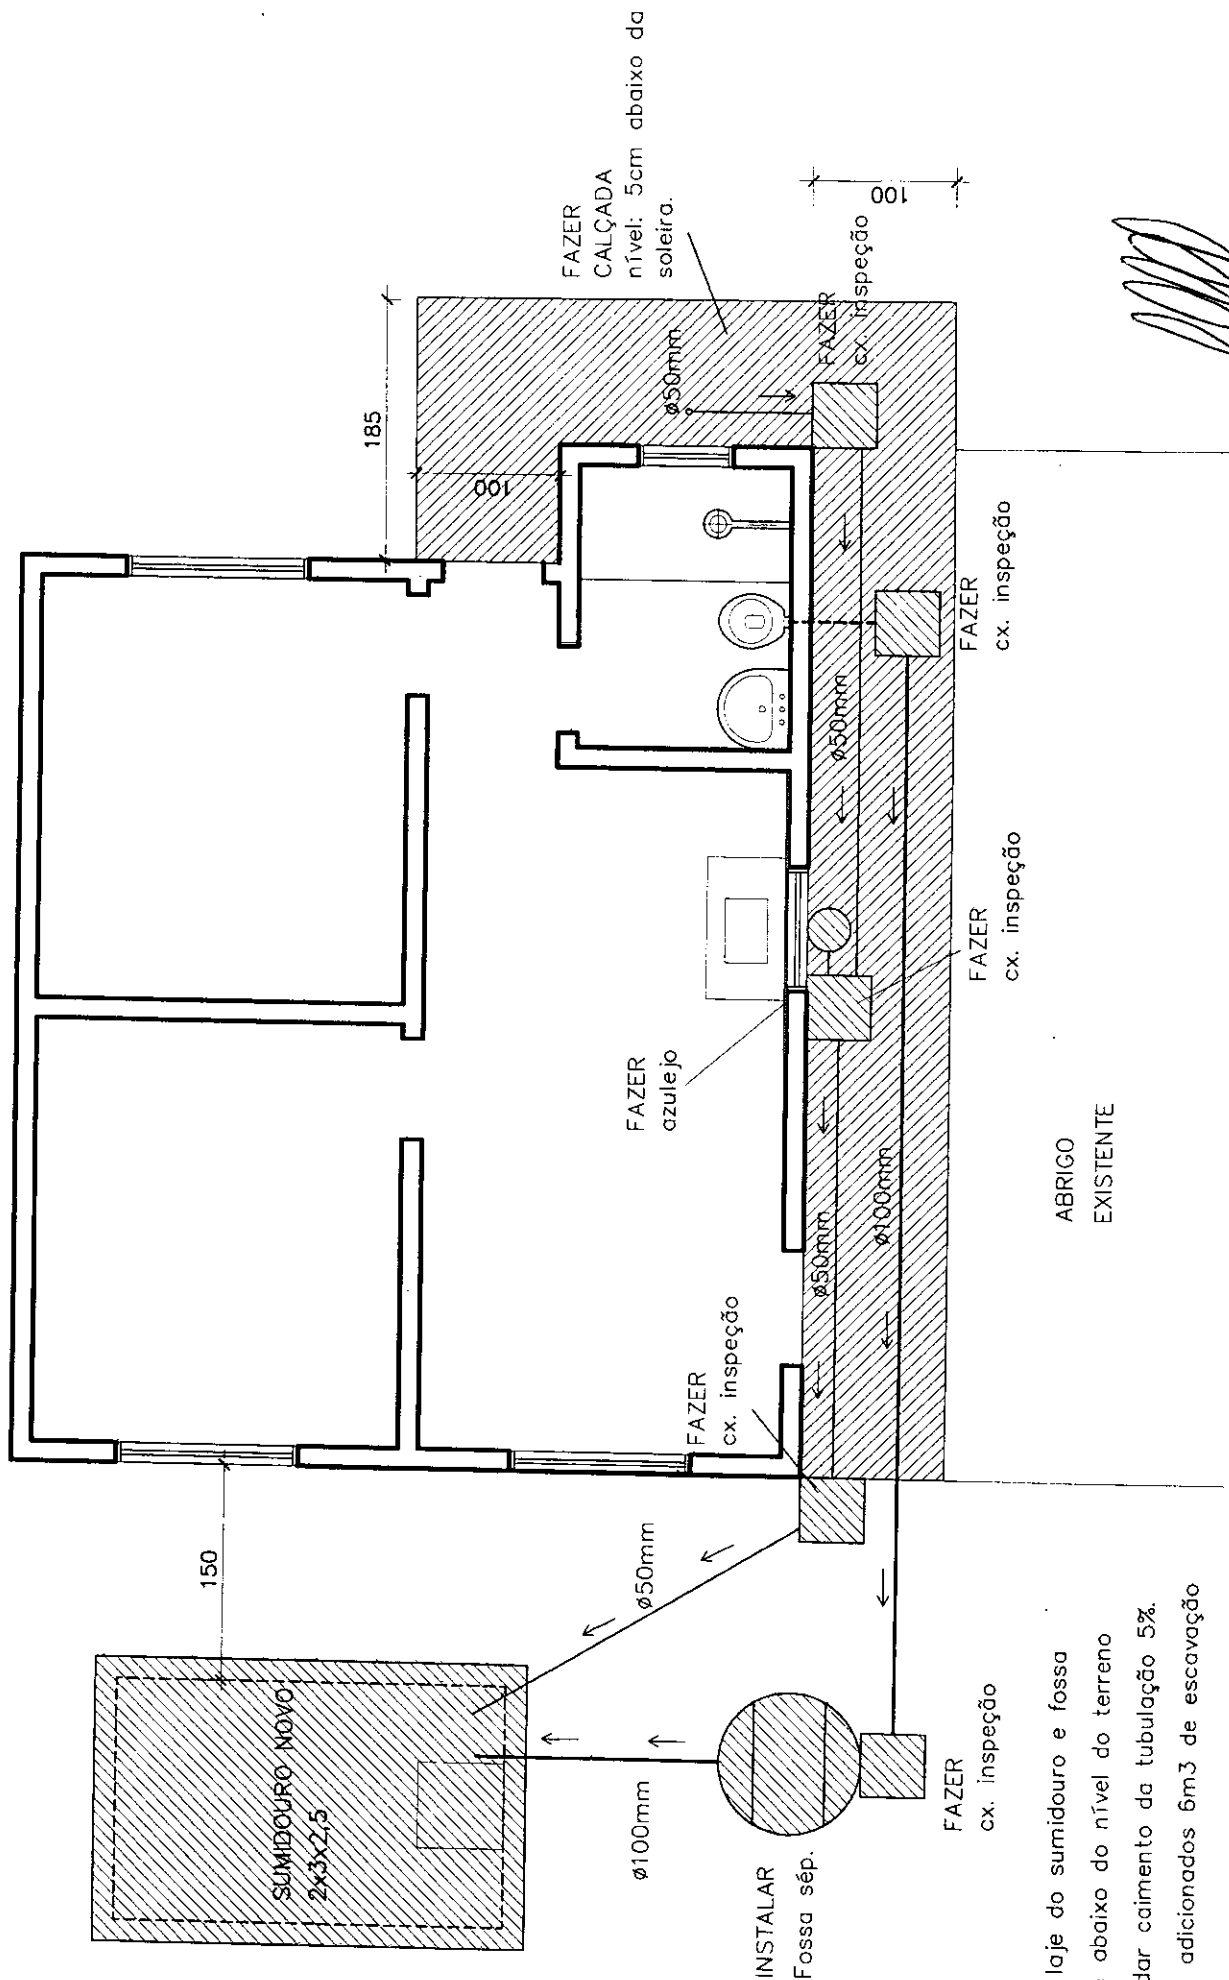 SUMIDOURO NOVO
2x3x2,5
150
185
100
FAZER
CALÇADA
nível: 5cm abaixo da
soleira.
ø50mm
FAZER
cx. inspeção
100
FAZER
cx. inspeção
ø50mm
FAZER
cx. inspeção
FAZER
azulejo
ø50mm
ø100mm
FAZER
cx. inspeção
ø50mm
ø100mm
INSTALAR
Fossa sép.
FAZER
cx. inspeção
ABRIGO
EXISTENTE
laje do sumidouro e fossa
abaixo do nível do terreno
dar caimento da tubulação 5%.
adicionados 6m3 de escavação